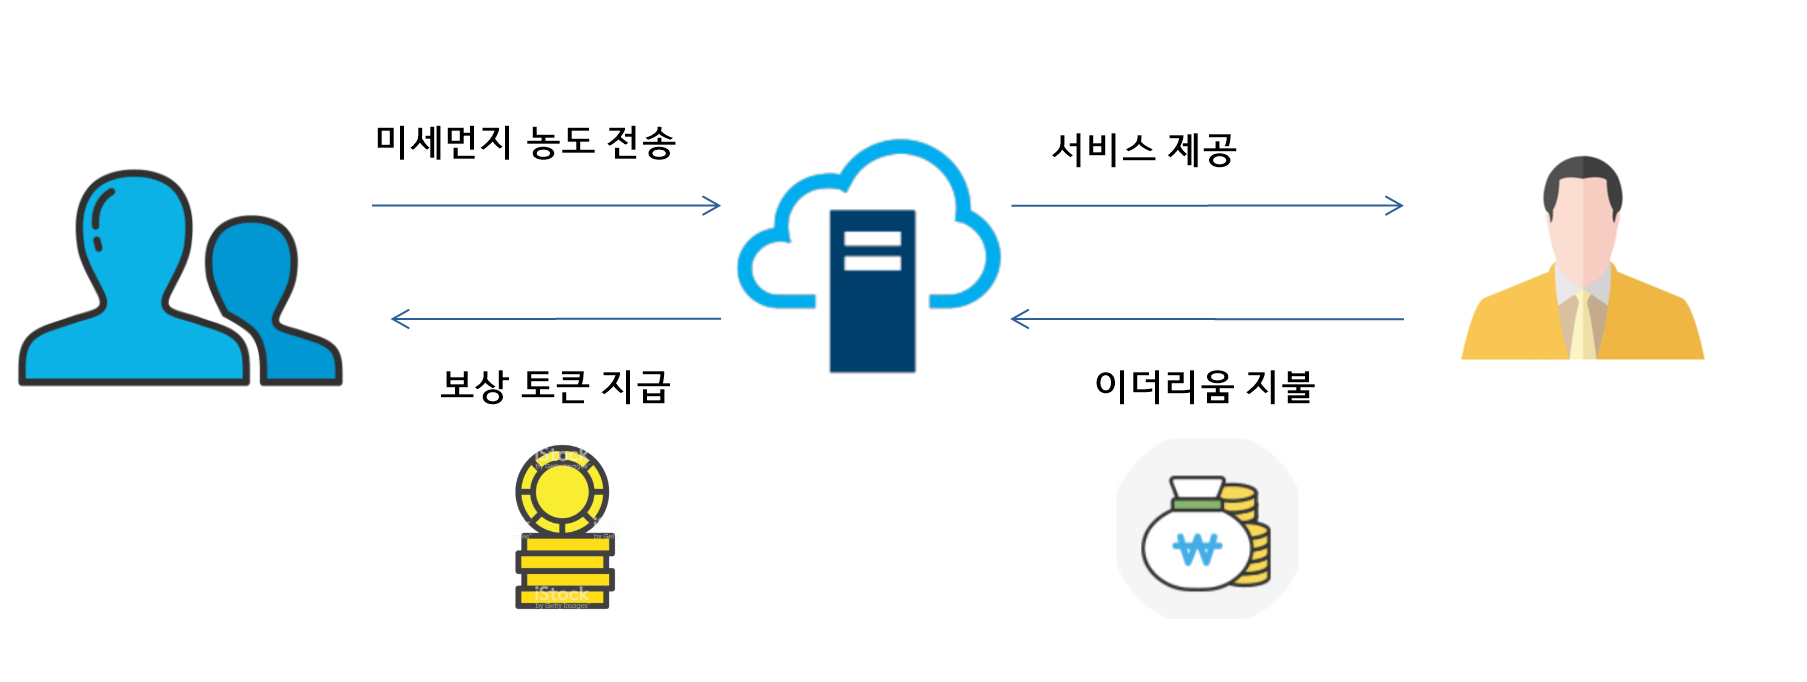 미세먼지 농도 전송
서비스 제공
보상 토큰 지급
이더리움 지불
iStock
by Getty Images
iStock
by Getty Images